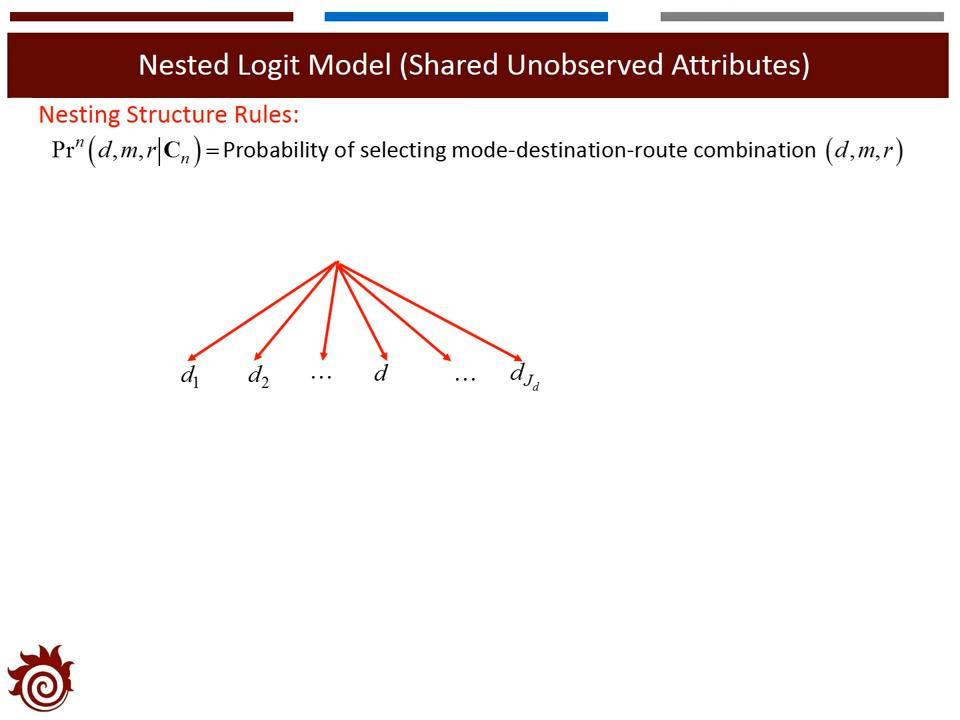 Nested Logit Model (Shared Unobserved Attributes)
Nesting Structure Rules:
Prⁿ(d,m,r|Cₙ) = Probability of selecting mode-destination-route combination (d,m,r)
d₁ d₂ … d … d_{J_d}